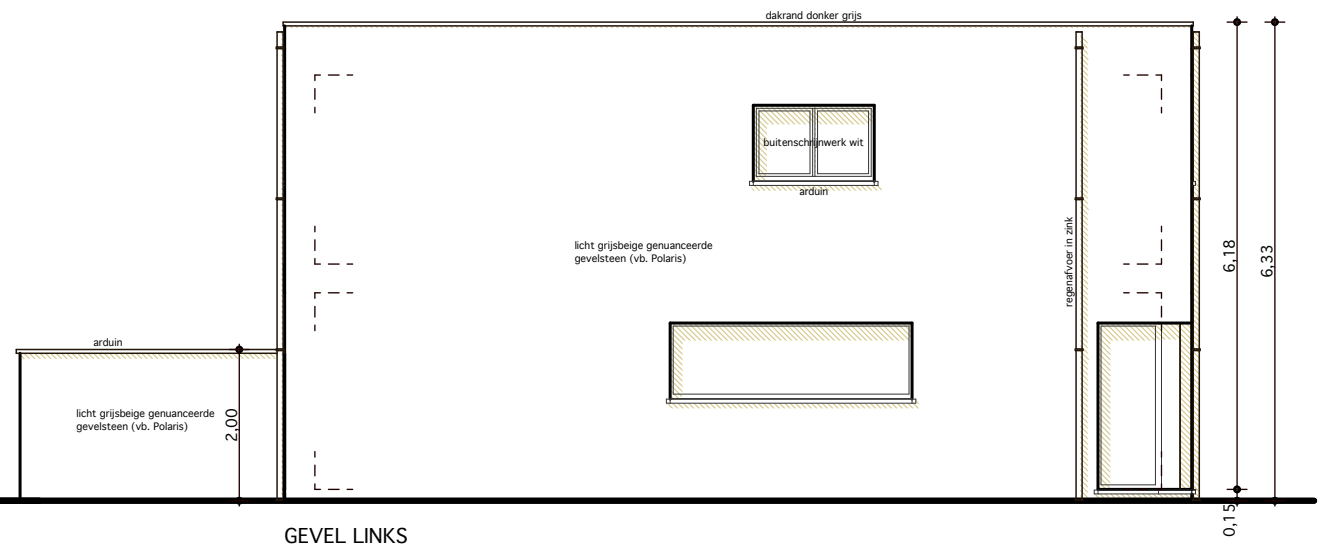 dakrand donker grijs
buitenschrijnwerk wit
arduin
licht grijsbeige genuanceerde
gevelsteen (vb. Polaris)
regenafvoer in zink
6,18
6,33
arduin
licht grijsbeige genuanceerde
gevelsteen (vb. Polaris)
2,00
0,15
GEVEL LINKS